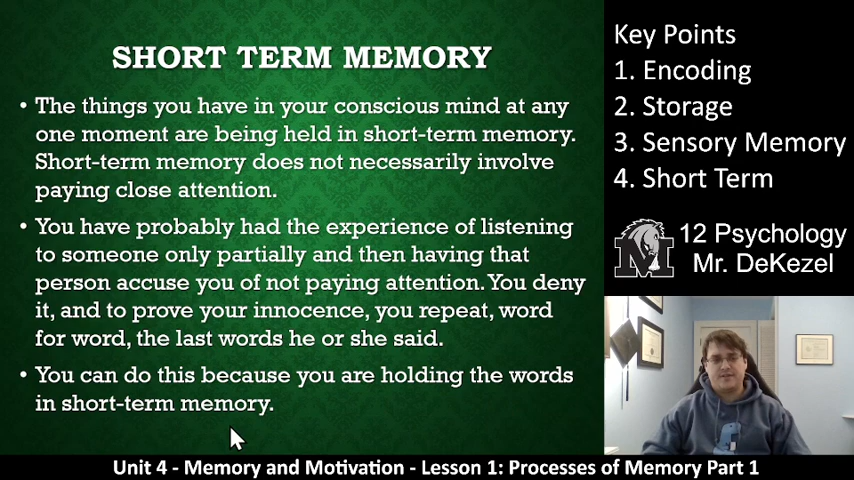 SHORT TERM MEMORY
• The things you have in your conscious mind at any
one moment are being held in short-term memory.
Short-term memory does not necessarily involve
paying close attention.
• You have probably had the experience of listening
to someone only partially and then having that
person accuse you of not paying attention. You deny
it, and to prove your innocence, you repeat, word
for word, the last words he or she said.
• You can do this because you are holding the words
in short-term memory.
Key Points
1. Encoding
2. Storage
3. Sensory Memory
4. Short Term
M
12 Psychology
Mr. DeKezel
Unit 4 - Memory and Motivation - Lesson 1: Processes of Memory Part 1